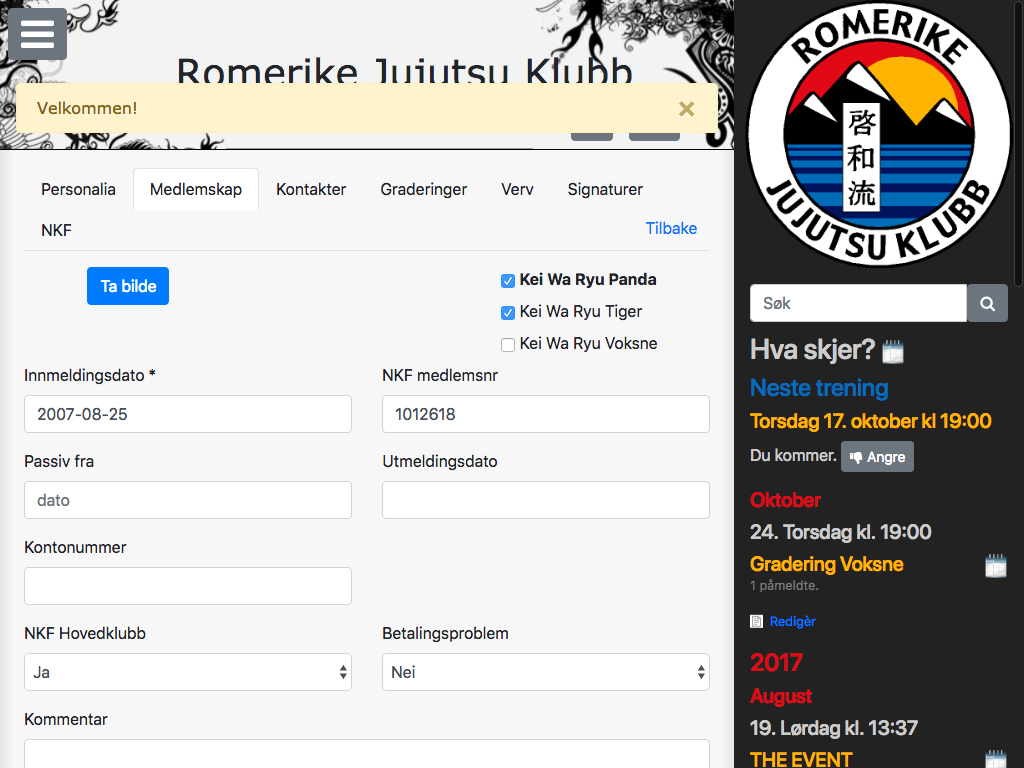 Romerike Jujutsu Klubb
Velkommen!
×
Personalia
Medlemskap
Kontakter
Graderinger
Verv
Signaturer
NKF
Tilbake
Ta bilde
Kei Wa Ryu Panda
Kei Wa Ryu Tiger
Kei Wa Ryu Voksne
Innmeldingsdato *
NKF medlemsnr
2007-08-25
1012618
Passiv fra
Utmeldingsdato
dato
Kontonummer
NKF Hovedklubb
Betalingsproblem
Ja
Nei
Kommentar
ROMERIKE
啓和流
JUJUTSU KLUBB
Søk
Hva skjer?
Neste trening
Torsdag 17. oktober kl 19:00
Du kommer.
Angre
Oktober
24. Torsdag kl. 19:00
Gradering Voksne
1 påmeldte.
Redigèr
2017
August
19. Lørdag kl. 13:37
THE EVENT